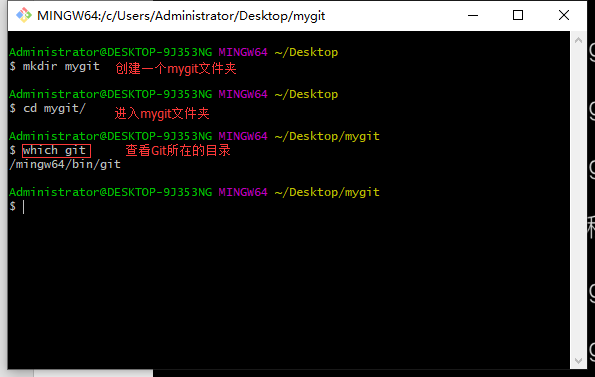 MINGW64:/c/Users/Administrator/Desktop/mygit
Administrator@DESKTOP-9J353NG MINGW64 ~/Desktop
$ mkdir mygit 创建一个mygit文件夹
Administrator@DESKTOP-9J353NG MINGW64 ~/Desktop
$ cd mygit/ 进入mygit文件夹
Administrator@DESKTOP-9J353NG MINGW64 ~/Desktop/mygit
$ which git 查看Git所在的目录
/mingw64/bin/git
Administrator@DESKTOP-9J353NG MINGW64 ~/Desktop/mygit
$